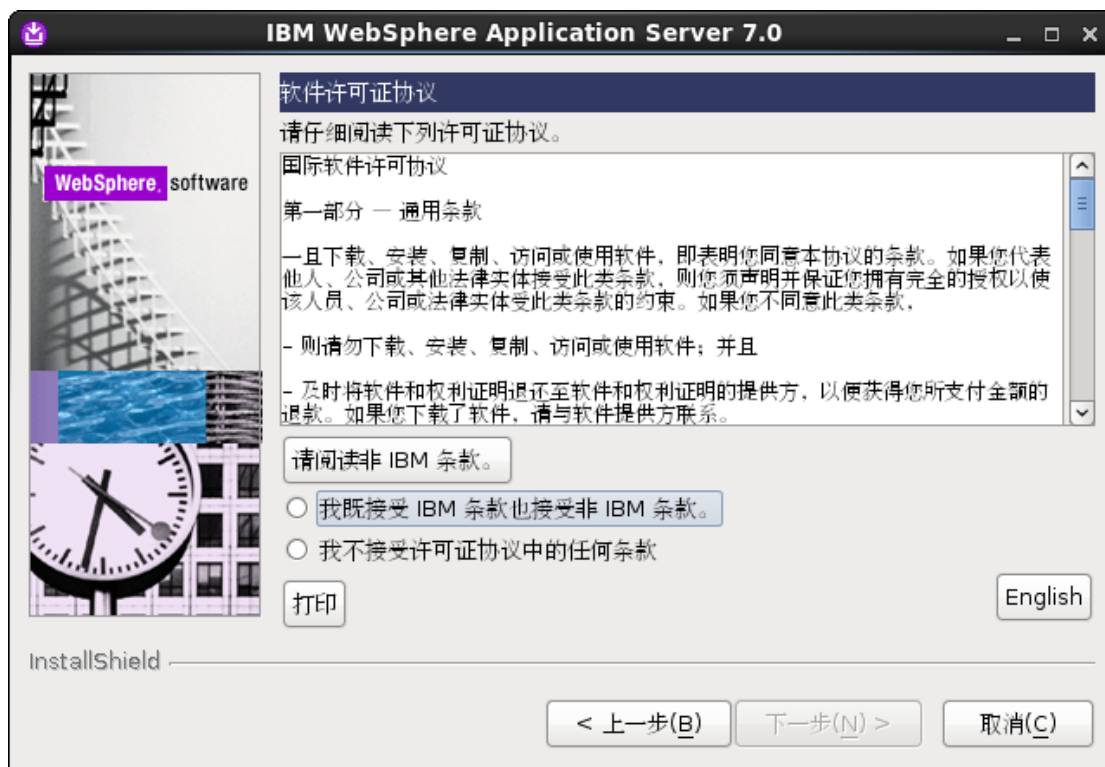 IBM WebSphere Application Server 7.0
WebSphere. software
软件许可证协议
请仔细阅读下列许可证协议。
国际软件许可协议
第一部分 — 通用条款
一旦下载、安装、复制、访问或使用软件，即表明您同意本协议的条款。如果您代表
他人、公司或其他法律实体接受此类条款，则您须声明并保证您拥有完全的授权以使
该人员、公司或法律实体受此类条款的约束。如果您不同意此类条款，
- 则请勿下载、安装、复制、访问或使用软件；并且
- 及时将软件和权利证明退还至软件和权利证明的提供方，以便获得您所支付金额的
退款。如果您下载了软件，请与软件提供方联系。
请阅读非 IBM 条款。
我既接受 IBM 条款也接受非 IBM 条款。
我不接受许可证协议中的任何条款
打印
English
InstallShield
< 上一步(B)
下一步(N) >
取消(C)